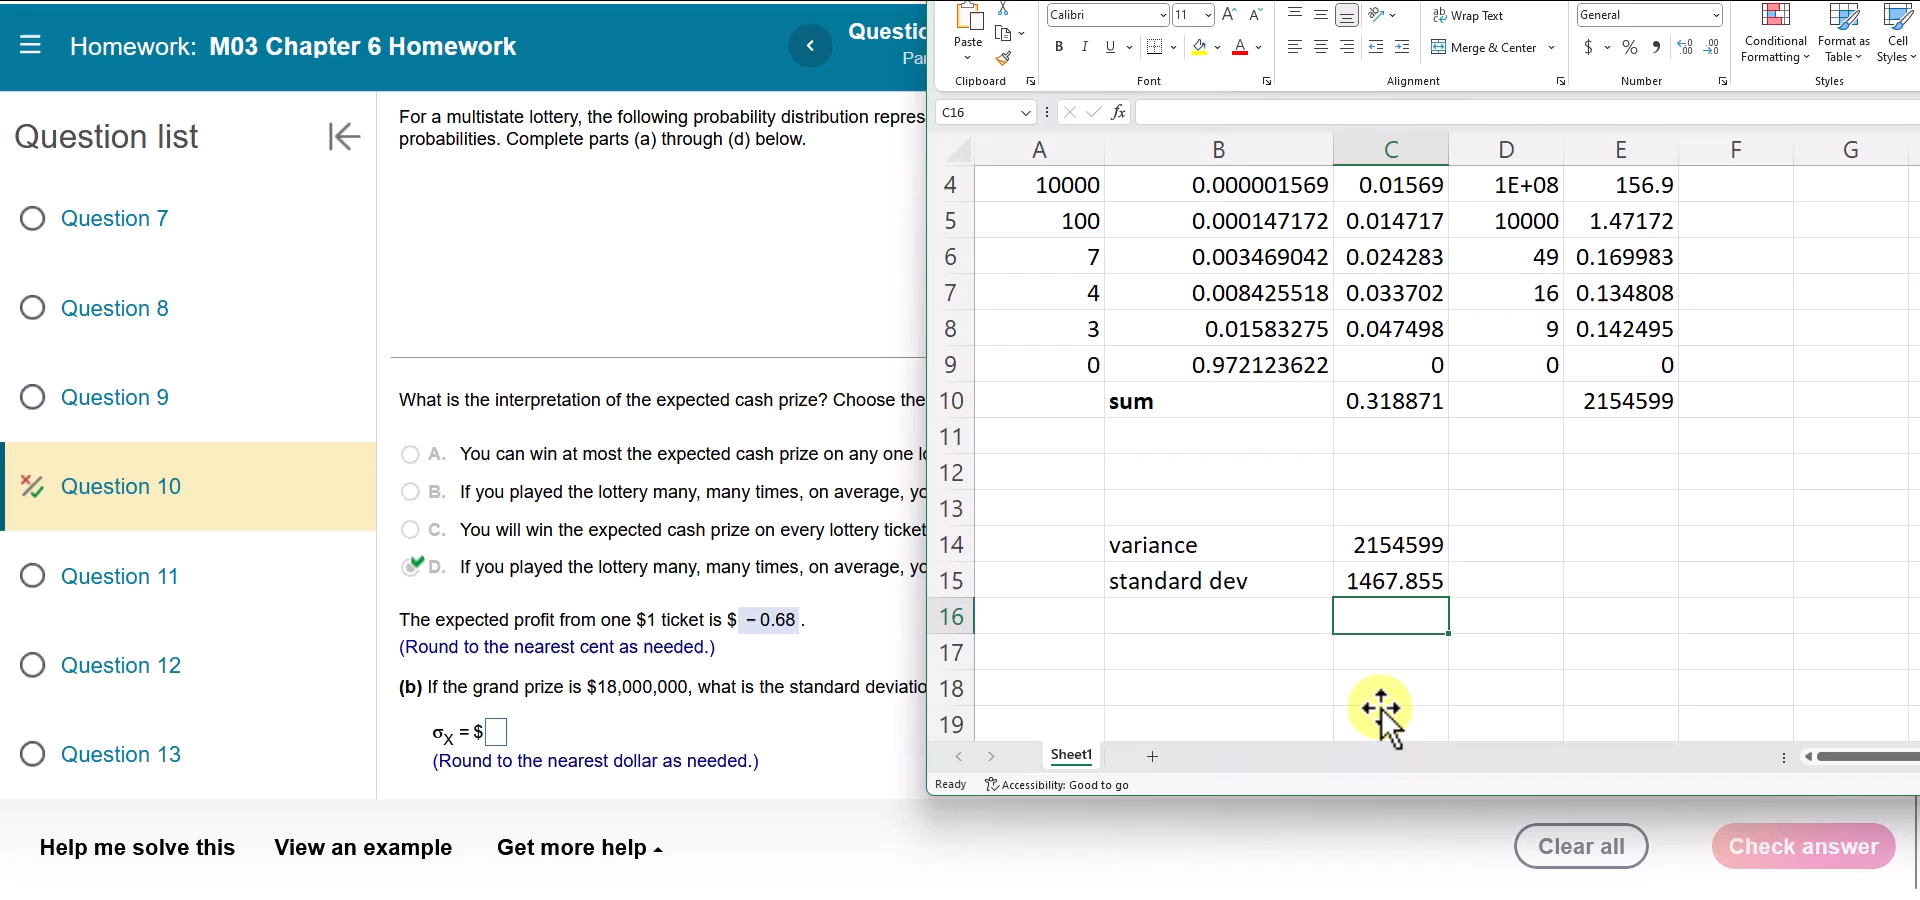 Homework: M03 Chapter 6 Homework
Question list
Question 7
Question 8
Question 9
Question 10
Question 11
Question 12
Question 13
For a multistate lottery, the following probability distribution
probabilities. Complete parts (a) through (d) below.
What is the interpretation of the expected cash prize? Choose the
A. You can win at most the expected cash prize on any one
B. If you played the lottery many, many times, on average,
C. You will win the expected cash prize on every lottery ticket
D. If you played the lottery many, many times, on average,
The expected profit from one $1 ticket is $ − 0.68 .
(Round to the nearest cent as needed.)
(b) If the grand prize is $18,000,000, what is the standard
σX = $
(Round to the nearest dollar as needed.)
Help me solve this View an example Get more help
Clear all Check answer
Paste
Clipboard
Calibri 11
B I U A
Font
Wrap Text
Merge & Center
Alignment
General
$ % 9
Number
Conditional Formatting
Format as Table
Cell Styles
Styles
C16 fx
A B C D E F G
4 10000 0.000001569 0.01569 1E+08 156.9
5 100 0.000147172 0.014717 10000 1.47172
6 7 0.003469042 0.024283 49 0.169983
7 4 0.008425518 0.033702 16 0.134808
8 3 0.01583275 0.047498 9 0.142495
9 0 0.972123622 0 0 0
10 sum 0.318871 2154599
11
12
13
14 variance 2154599
15 standard dev 1467.855
16
17
18
19
Sheet1
Ready Accessibility: Good to go